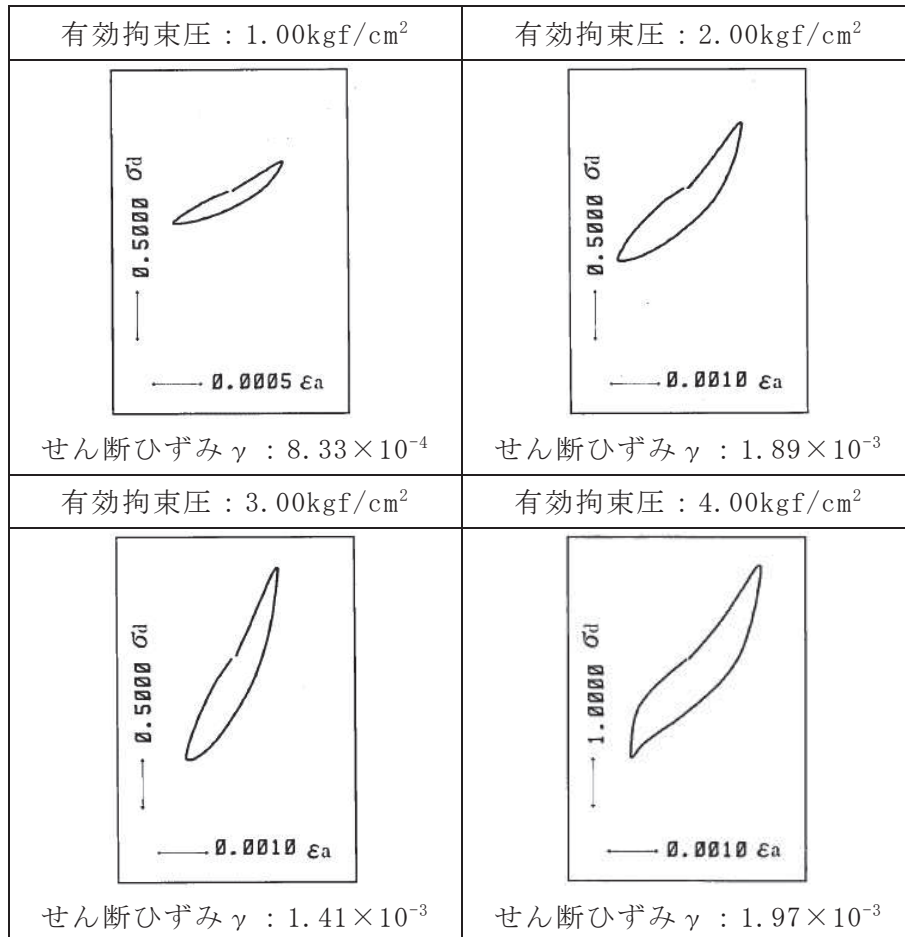 有効拘束圧：1.00kgf/cm²
有効拘束圧：2.00kgf/cm²
0.5000 σd
0.0005 εa
0.5000 σd
0.0010 εa
せん断ひずみγ：8.33×10⁻⁴
せん断ひずみγ：1.89×10⁻³
有効拘束圧：3.00kgf/cm²
有効拘束圧：4.00kgf/cm²
0.5000 σd
0.0010 εa
1.0000 σd
0.0010 εa
せん断ひずみγ：1.41×10⁻³
せん断ひずみγ：1.97×10⁻³